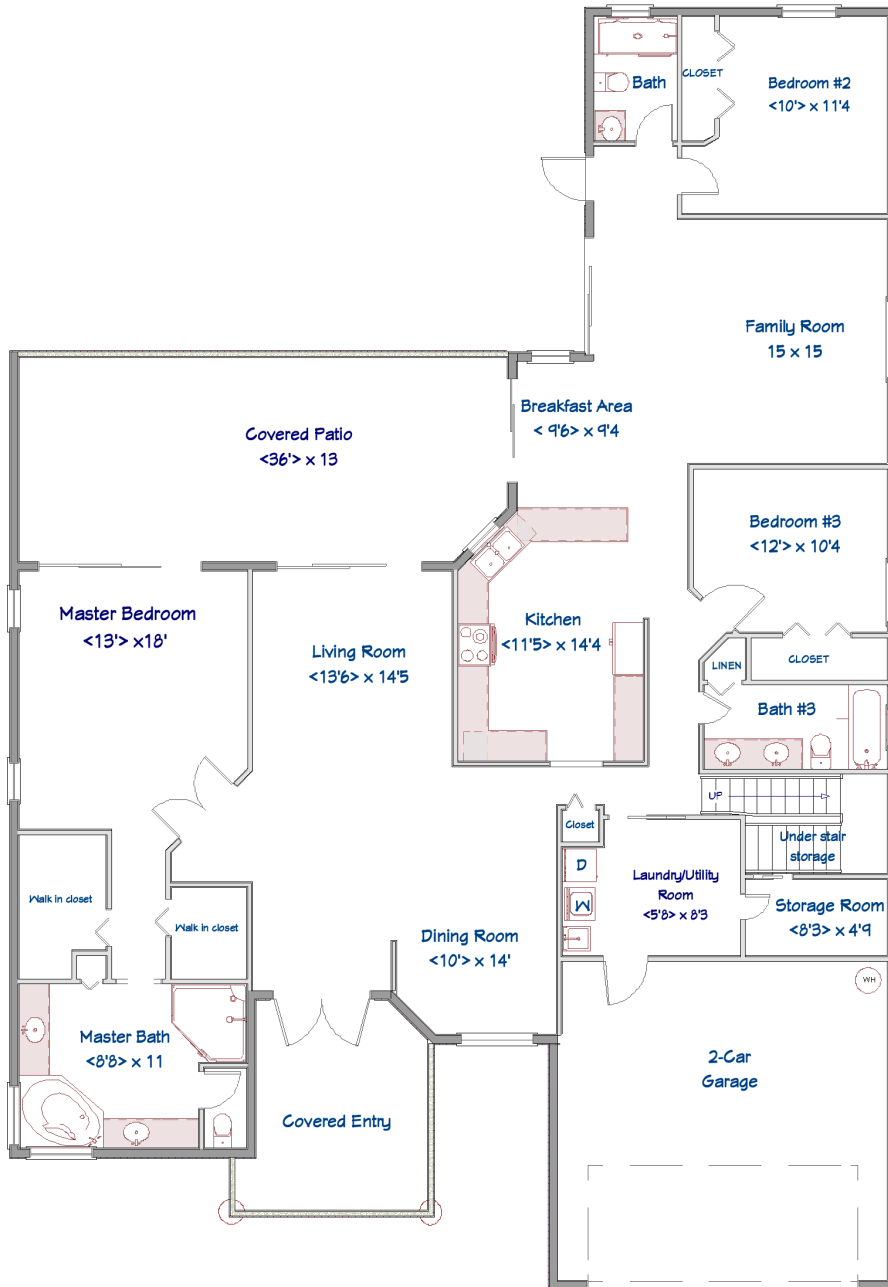 Bath
CLOSET
Bedroom #2
<10'> x 11'4
Family Room
15 x 15
Breakfast Area
< 9'6> x 9'4
Covered Patio
<36'> x 13
Bedroom #3
<12'> x 10'4
Master Bedroom
<13'> x18'
Living Room
<13'6> x 14'5
Kitchen
<11'5> x 14'4
LINEN
CLOSET
Bath #3
UP
Under stair
storage
Closet
D
W
Laundry/Utility
Room
<5'8> x 8'3
Storage Room
<8'3> x 4'9
Walk in closet
Walk in closet
Dining Room
<10'> x 14'
WH
Master Bath
<8'8> x 11
2-Car
Garage
Covered Entry